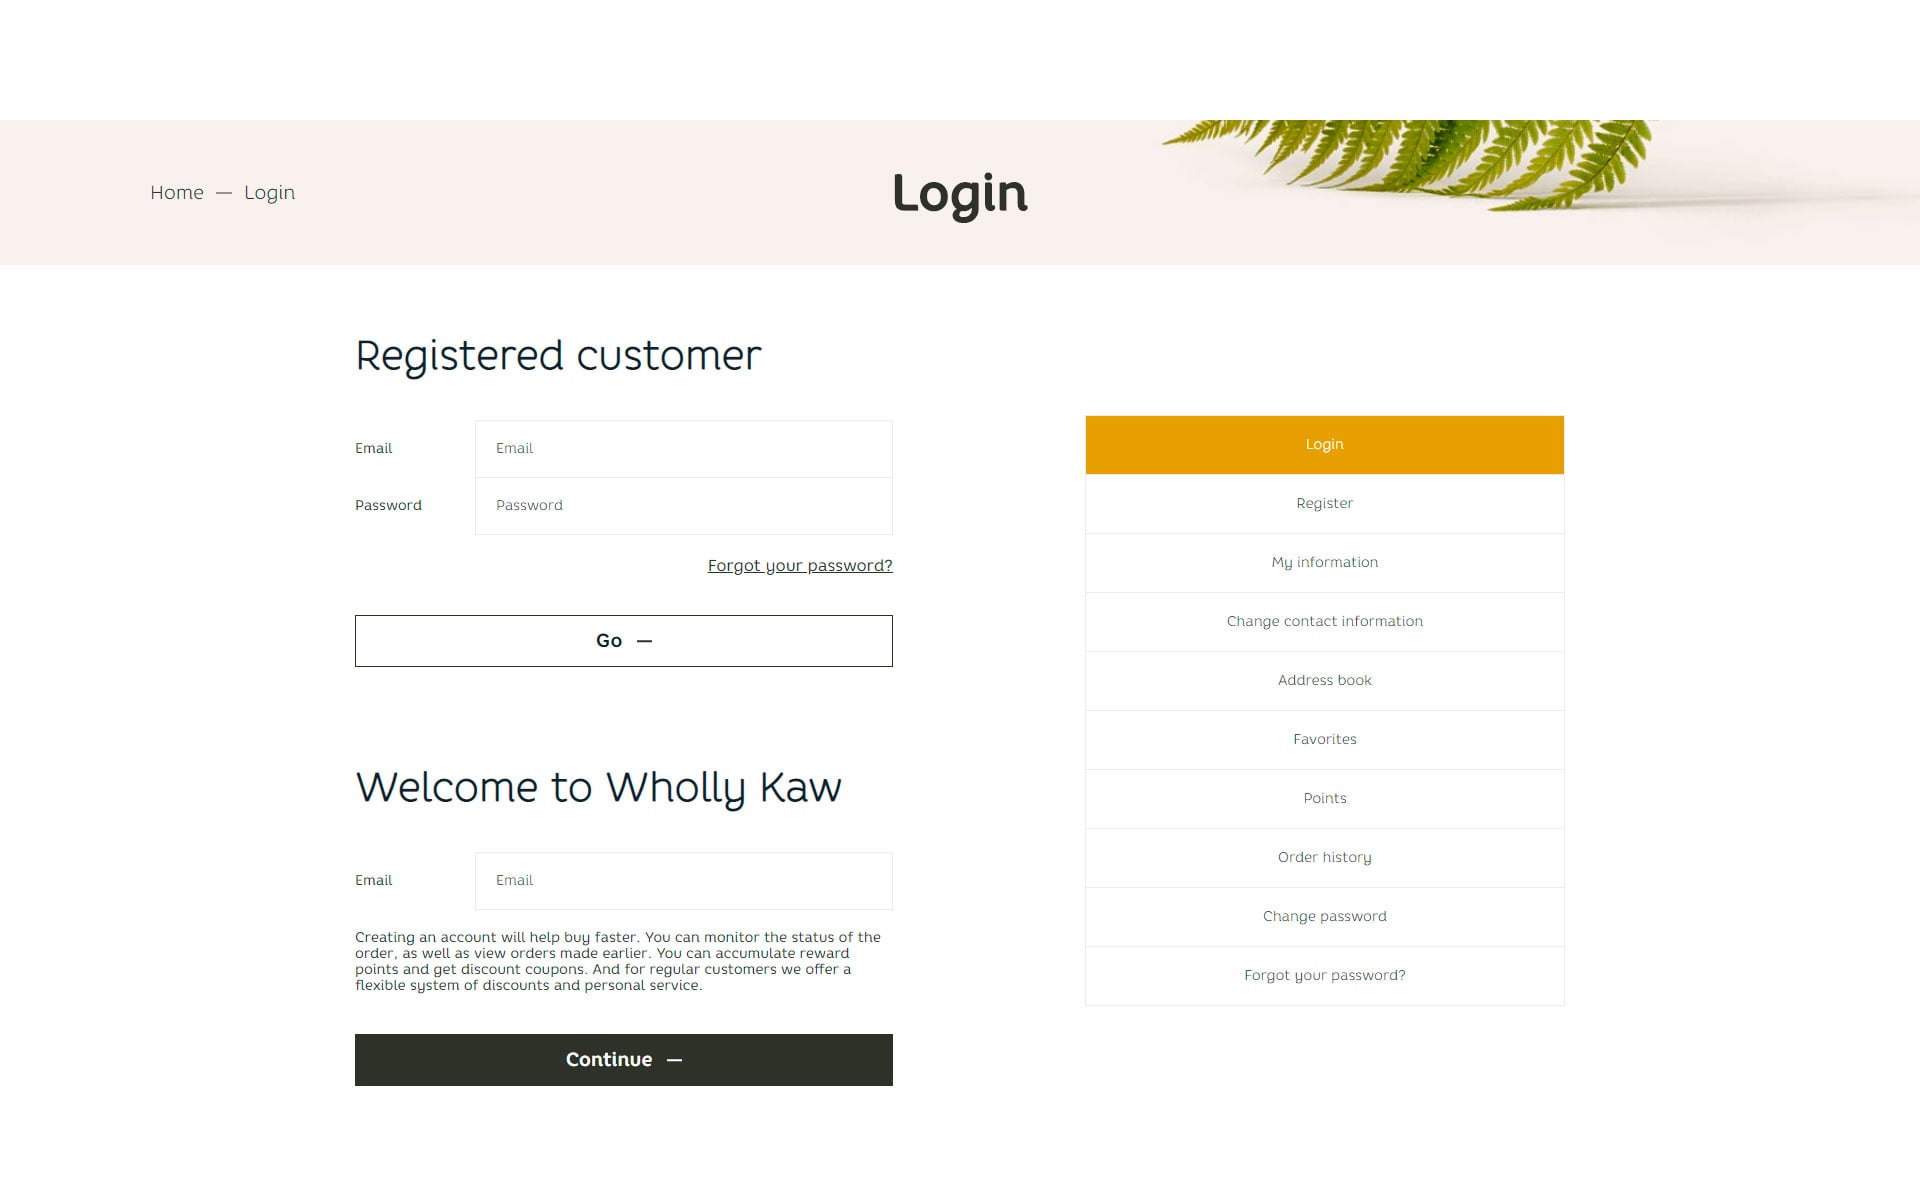 Home — Login
Login
Registered customer
Email
Email
Password
Password
Forgot your password?
Go —
Welcome to Wholly Kaw
Email
Email
Creating an account will help buy faster. You can monitor the status of the
order, as well as view orders made earlier. You can accumulate reward
points and get discount coupons. And for regular customers we offer a
flexible system of discounts and personal service.
Continue —
Login
Register
My information
Change contact information
Address book
Favorites
Points
Order history
Change password
Forgot your password?